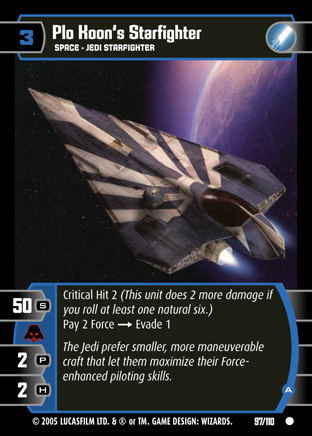 3
Plo Koon's Starfighter
SPACE - JEDI STARFIGHTER
50 S
2 P
2 H
Critical Hit 2 (This unit does 2 more damage if
you roll at least one natural six.)
Pay 2 Force → Evade 1
The Jedi prefer smaller, more maneuverable
craft that let them maximize their Force-
enhanced piloting skills.
A
© 2005 LUCASFILM LTD. & ® or TM. GAME DESIGN: WIZARDS.
97/110